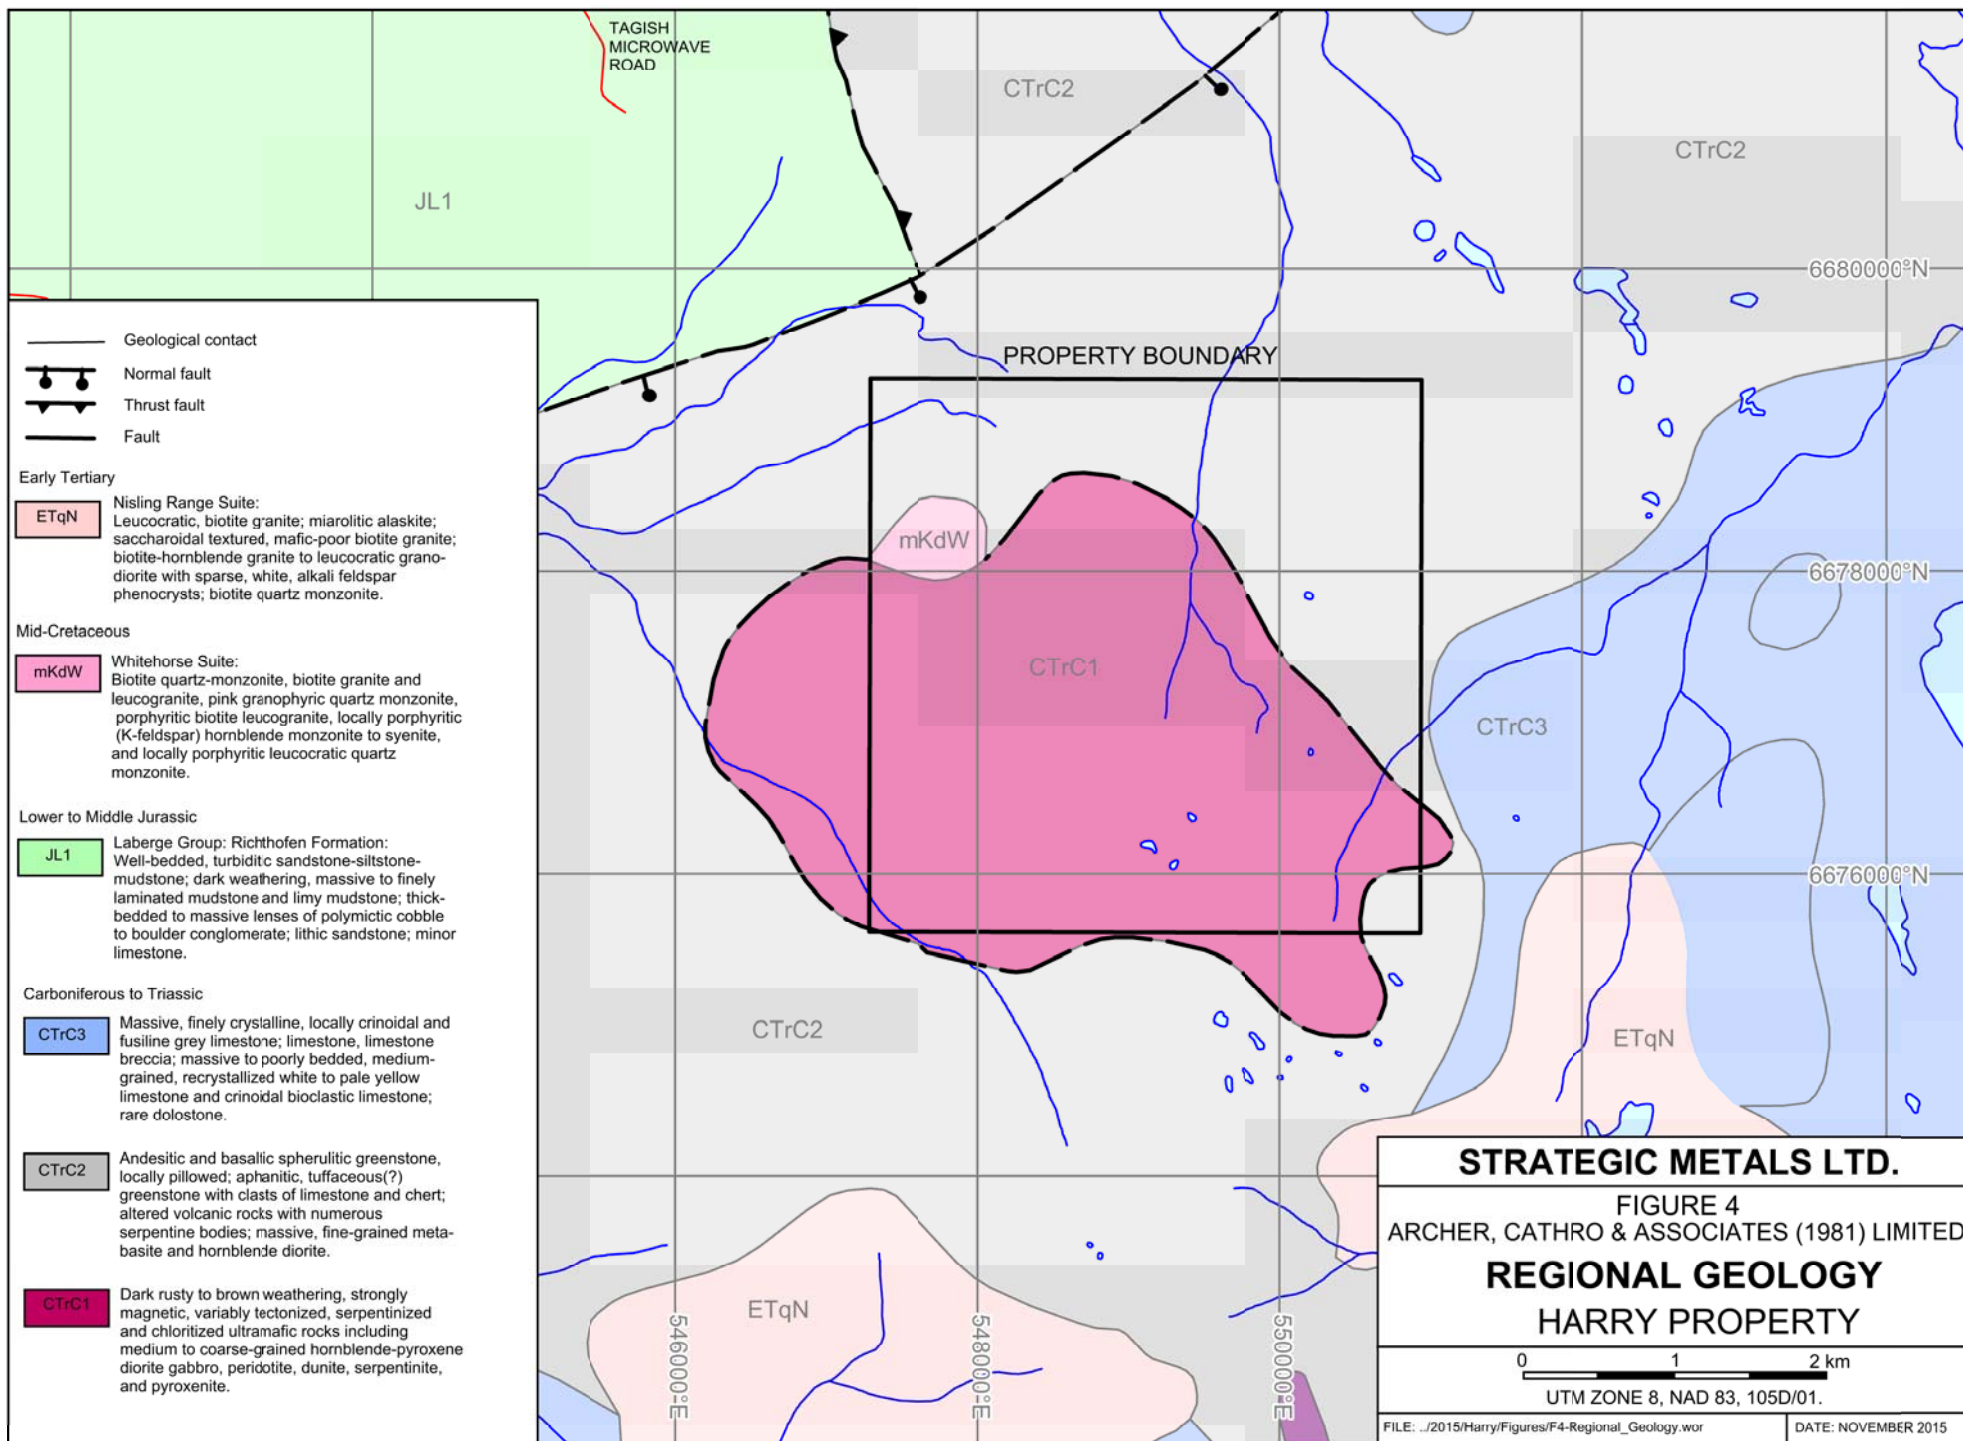 TAGISH
MICROWAVE
ROAD
CTrC2
CTrC2
JL1
6680000°N
PROPERTY BOUNDARY
mKdW
6678000°N
CTrC1
CTrC3
6676000°N
CTrC2
ETqN
ETqN
546000°E
548000°E
550000°E
Geological contact
Normal fault
Thrust fault
Fault
Early Tertiary
ETqN
Nisling Range Suite:
Leucocratic, biotite granite; miarolitic alaskite;
saccharoidal textured, mafic-poor biotite granite;
biotite-hornblende granite to leucocratic grano-
diorite with sparse, white, alkali feldspar
phenocrysts; biotite quartz monzonite.
Mid-Cretaceous
mKdW
Whitehorse Suite:
Biotite quartz-monzonite, biotite granite and
leucogranite, pink granophyric quartz monzonite,
porphyritic biotite leucogranite, locally porphyritic
(K-feldspar) hornblende monzonite to syenite,
and locally porphyritic leucocratic quartz
monzonite.
Lower to Middle Jurassic
JL1
Laberge Group: Richthofen Formation:
Well-bedded, turbiditc sandstone-siltstone-
mudstone; dark weathering, massive to finely
laminated mudstone and limy mudstone; thick-
bedded to massive lenses of polymictic cobble
to boulder conglomerate; lithic sandstone; minor
limestone.
Carboniferous to Triassic
CTrC3
Massive, finely crystalline, locally crinoidal and
fusiline grey limestone; limestone, limestone
breccia; massive to poorly bedded, medium-
grained, recrystallized white to pale yellow
limestone and crinoidal bioclastic limestone;
rare dolostone.
CTrC2
Andesitic and basaltic spherulitic greenstone,
locally pillowed; aphanitic, tuffaceous(?)
greenstone with clasts of limestone and chert;
altered volcanic rocks with numerous
serpentine bodies; massive, fine-grained meta-
basite and hornblende diorite.
CTrC1
Dark rusty to brown weathering, strongly
magnetic, variably tectonized, serpentinized
and chloritized ultramafic rocks including
medium to coarse-grained hornblende-pyroxene
diorite gabbro, peridotite, dunite, serpentinite,
and pyroxenite.
STRATEGIC METALS LTD.
FIGURE 4
ARCHER, CATHRO & ASSOCIATES (1981) LIMITED
REGIONAL GEOLOGY
HARRY PROPERTY
0 1 2 km
UTM ZONE 8, NAD 83, 105D/01.
FILE: ../2015/Harry/Figures/F4-Regional_Geology.wor
DATE: NOVEMBER 2015